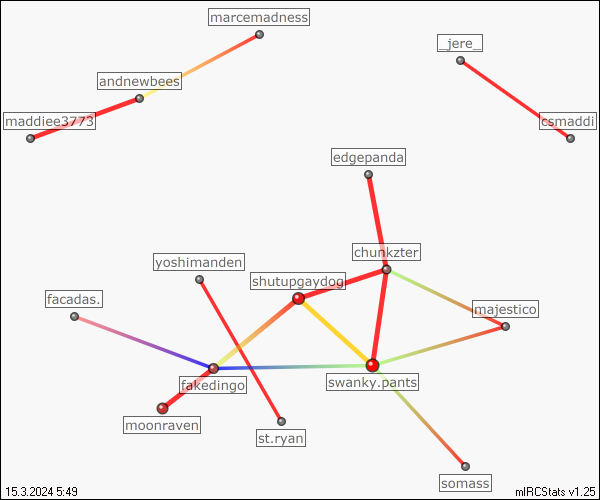 marcemadness
_jere_
andnewbees
maddiee3773
csmaddi
edgepanda
chunkzter
yoshimanden
shutupgaydog
facadas.
majestico
fakedingo
swanky.pants
moonraven
st.ryan
somass
15.3.2024 5:49
mIRCStats v1.25